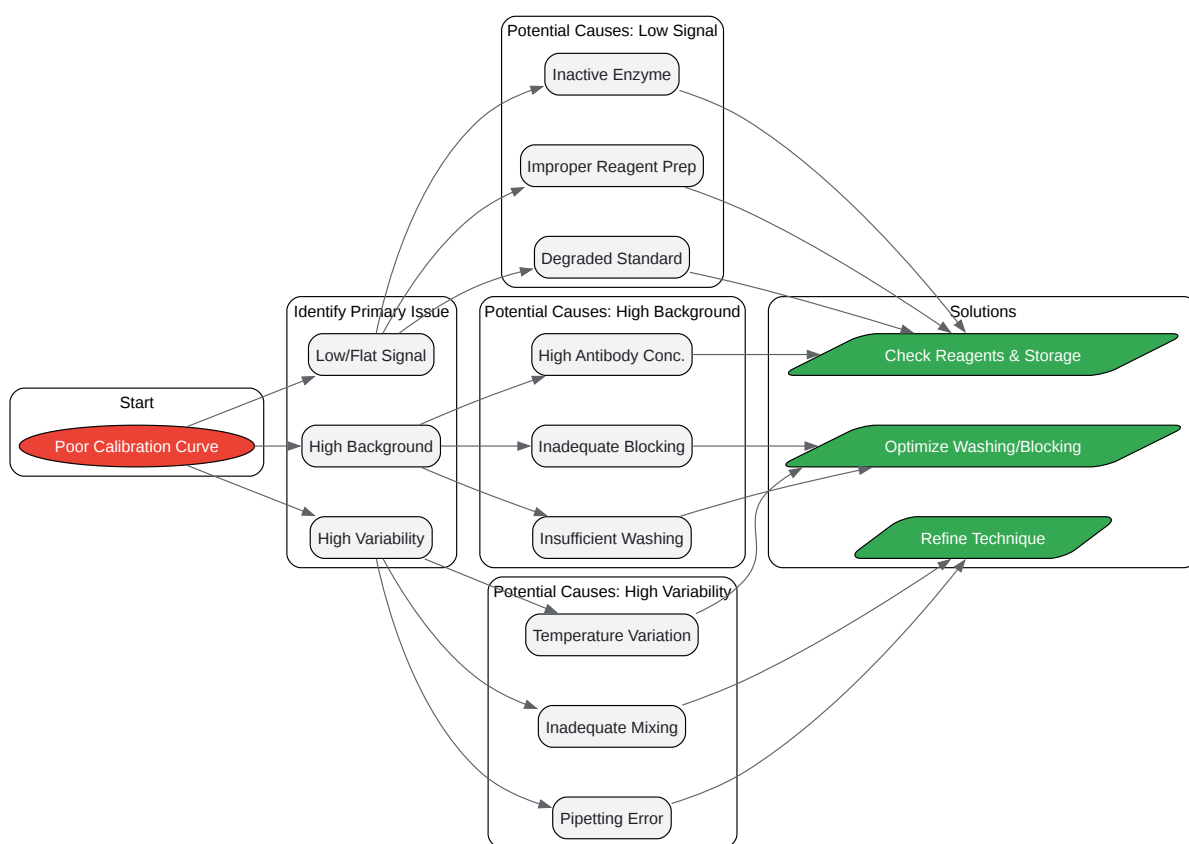 Start
Poor Calibration Curve
Identify Primary Issue
Low/Flat Signal
High Background
High Variability
Potential Causes: Low Signal
Inactive Enzyme
Improper Reagent Prep
Degraded Standard
Potential Causes: High Background
High Antibody Conc.
Inadequate Blocking
Insufficient Washing
Potential Causes: High Variability
Temperature Variation
Inadequate Mixing
Pipetting Error
Solutions
Check Reagents & Storage
Optimize Washing/Blocking
Refine Technique